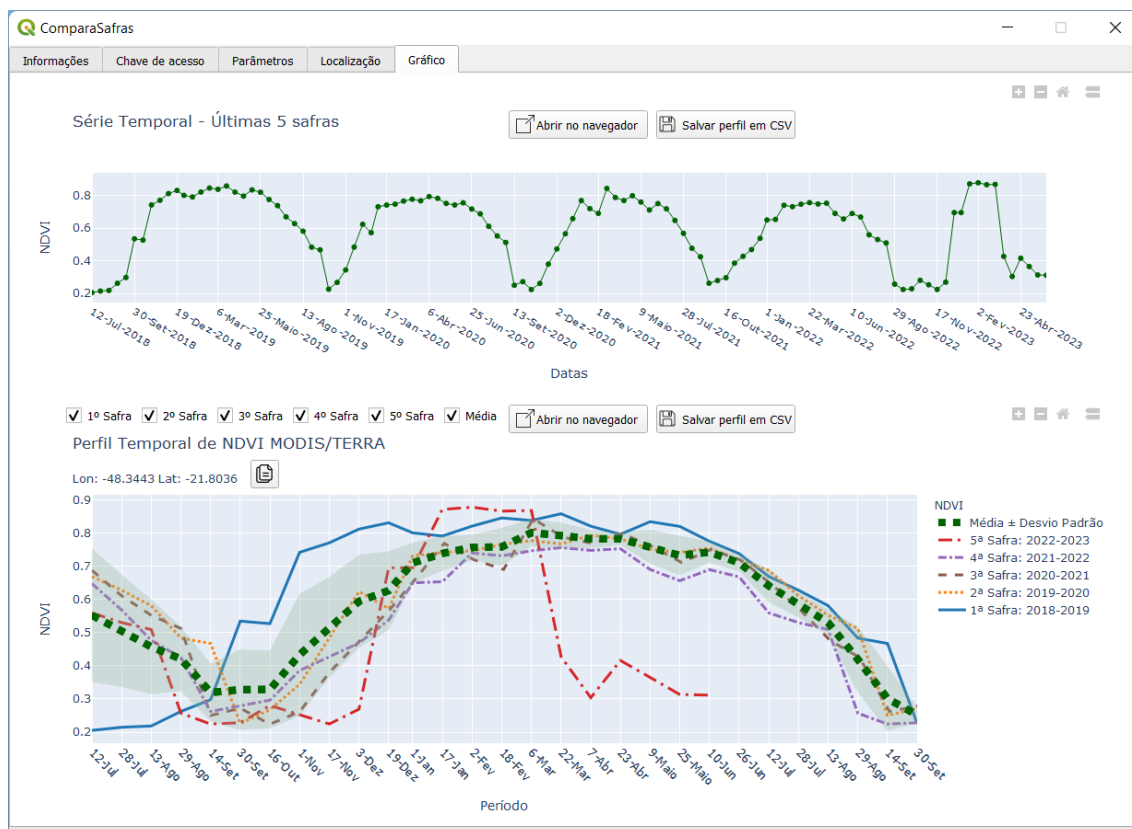 ComparaSafras
Informações Chave de acesso Parâmetros Localização Gráfico
Série Temporal - Últimas 5 safras
Abrir no navegador Salvar perfil em CSV
NDVI
0.8
0.6
0.4
0.2
12-Jul-2018 30-Set-2018 19-Dez-2018 6-Mar-2019 25-Maio-2019 13-Ago-2019 1-Nov-2019 17-Jan-2020 6-Abr-2020 25-Jun-2020 13-Set-2020 2-Dez-2020 18-Fev-2021 9-Maio-2021 28-Jul-2021 16-Out-2021 1-Jan-2022 22-Mar-2022 10-Jun-2022 29-Ago-2022 17-Nov-2022 2-Fev-2023 23-Abr-2023
Datas
1º Safra 2º Safra 3º Safra 4º Safra 5º Safra Média Abrir no navegador Salvar perfil em CSV
Perfil Temporal de NDVI MODIS/TERRA
Lon: -48.3443 Lat: -21.8036
NDVI
0.9
0.8
0.7
0.6
0.5
0.4
0.3
0.2
12-Jul 28-Jul 13-Ago 29-Ago 14-Set 30-Set 16-Out 1-Nov 17-Nov 3-Dez 19-Dez 1-Jan 17-Jan 2-Fev 18-Fev 6-Mar 22-Mar 7-Abr 23-Abr 9-Maio 25-Maio 10-Jun 26-Jun 12-Jul 28-Jul 13-Ago 29-Ago 14-Set 30-Set
Período
NDVI
Média ± Desvio Padrão
5ª Safra: 2022-2023
4ª Safra: 2021-2022
3ª Safra: 2020-2021
2ª Safra: 2019-2020
1ª Safra: 2018-2019